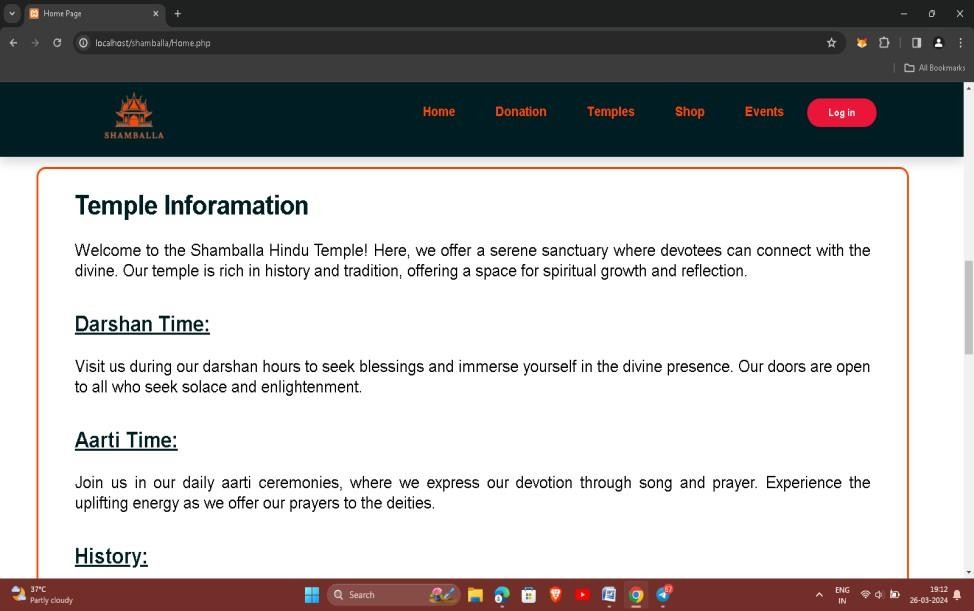 Home Page
localhost/shamballa/Home.php
All Bookmarks
SHAMBALLA
Home Donation Temples Shop Events Log in
Temple Inforamation
Welcome to the Shamballa Hindu Temple! Here, we offer a serene sanctuary where devotees can connect with the
divine. Our temple is rich in history and tradition, offering a space for spiritual growth and reflection.
Darshan Time:
Visit us during our darshan hours to seek blessings and immerse yourself in the divine presence. Our doors are open
to all who seek solace and enlightenment.
Aarti Time:
Join us in our daily aarti ceremonies, where we express our devotion through song and prayer. Experience the
uplifting energy as we offer our prayers to the deities.
History:
37°C
Partly cloudy
Search
ENG
IN
19:12
26-03-2024